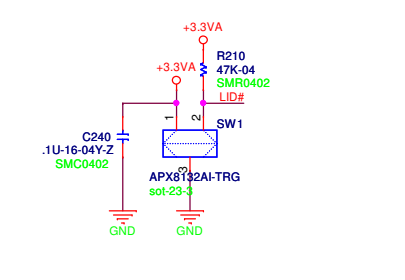 +3.3VA
R210
47K-04
SMR0402
+3.3VA
LID#
1
2
SW1
C240
.1U-16-04Y-Z
SMC0402
3
APX8132AI-TRG
sot-23-3
GND
GND